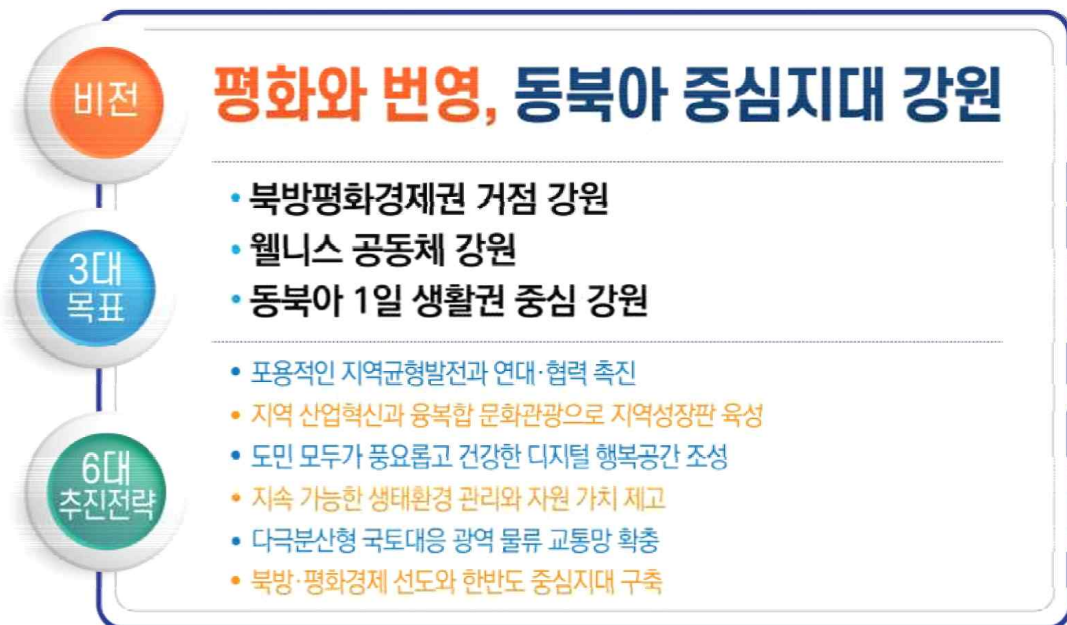 비전
평화와 번영, 동북아 중심지대 강원
3대
목표
• 북방평화경제권 거점 강원
• 웰니스 공동체 강원
• 동북아 1일 생활권 중심 강원
6대
추진전략
• 포용적인 지역균형발전과 연대·협력 촉진
• 지역 산업혁신과 융복합 문화관광으로 지역성장판 육성
• 도민 모두가 풍요롭고 건강한 디지털 행복공간 조성
• 지속 가능한 생태환경 관리와 자원 가치 제고
• 다극분산형 국토대응 광역 물류 교통망 확충
• 북방·평화경제 선도와 한반도 중심지대 구축